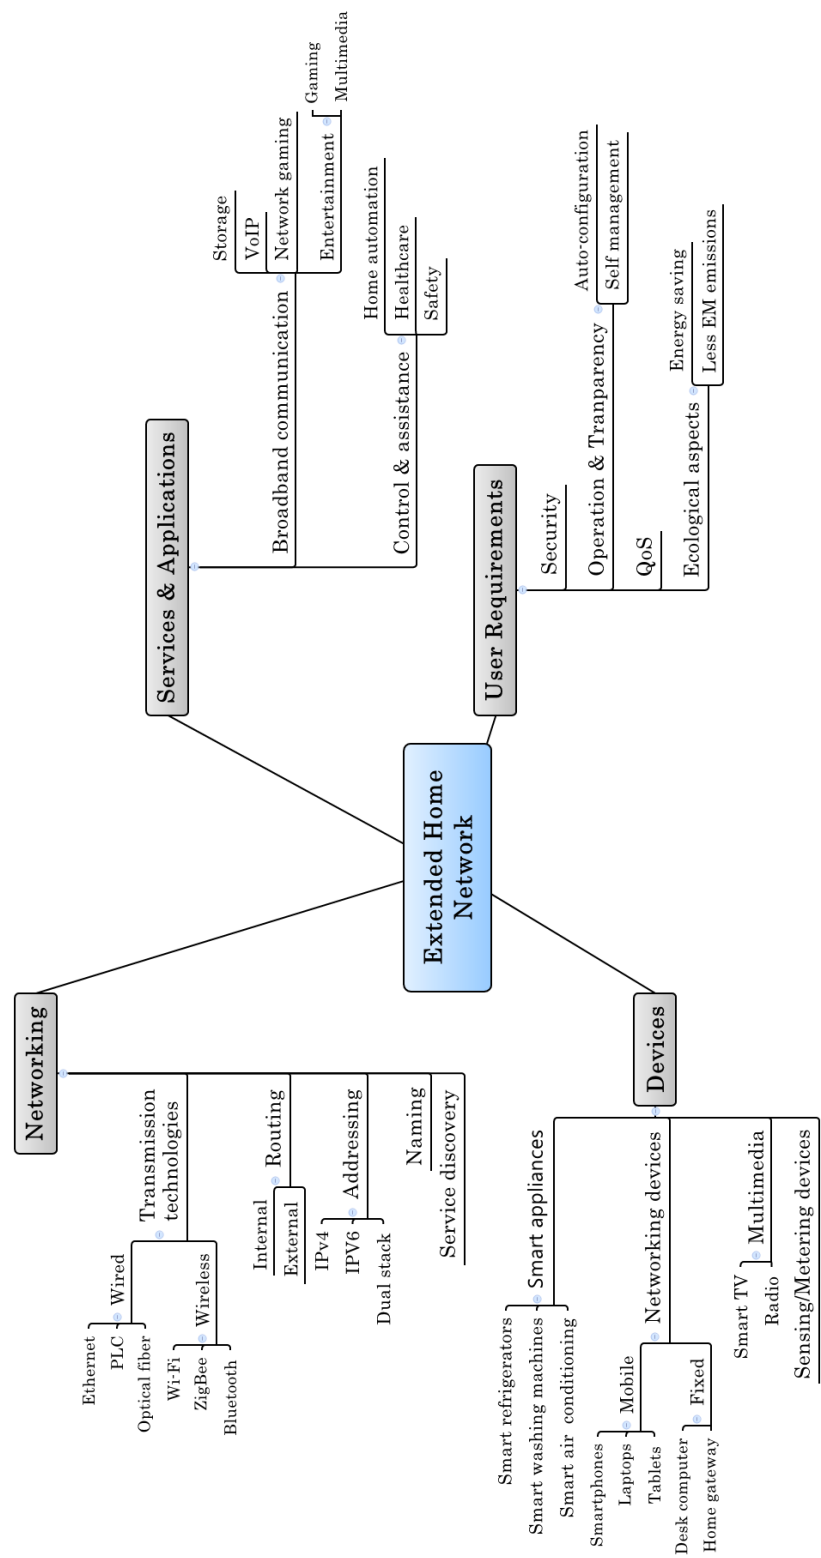 Extended Home
Network
Networking
Transmission
technologies
Wired
Ethernet
PLC
Optical fiber
Wireless
Wi-Fi
ZigBee
Bluetooth
Routing
Internal
External
Addressing
IPv4
IPV6
Dual stack
Naming
Service discovery
Devices
Smart appliances
Smart refrigerators
Smart washing machines
Smart air conditioning
Networking devices
Mobile
Smartphones
Laptops
Tablets
Fixed
Desk computer
Home gateway
Multimedia
Smart TV
Radio
Sensing/Metering devices
Services & Applications
Broadband communication
Storage
VoIP
Network gaming
Entertainment
Gaming
Multimedia
Control & assistance
Home automation
Healthcare
Safety
User Requirements
Security
Operation & Tranparency
Auto-configuration
Self management
QoS
Ecological aspects
Energy saving
Less EM emissions